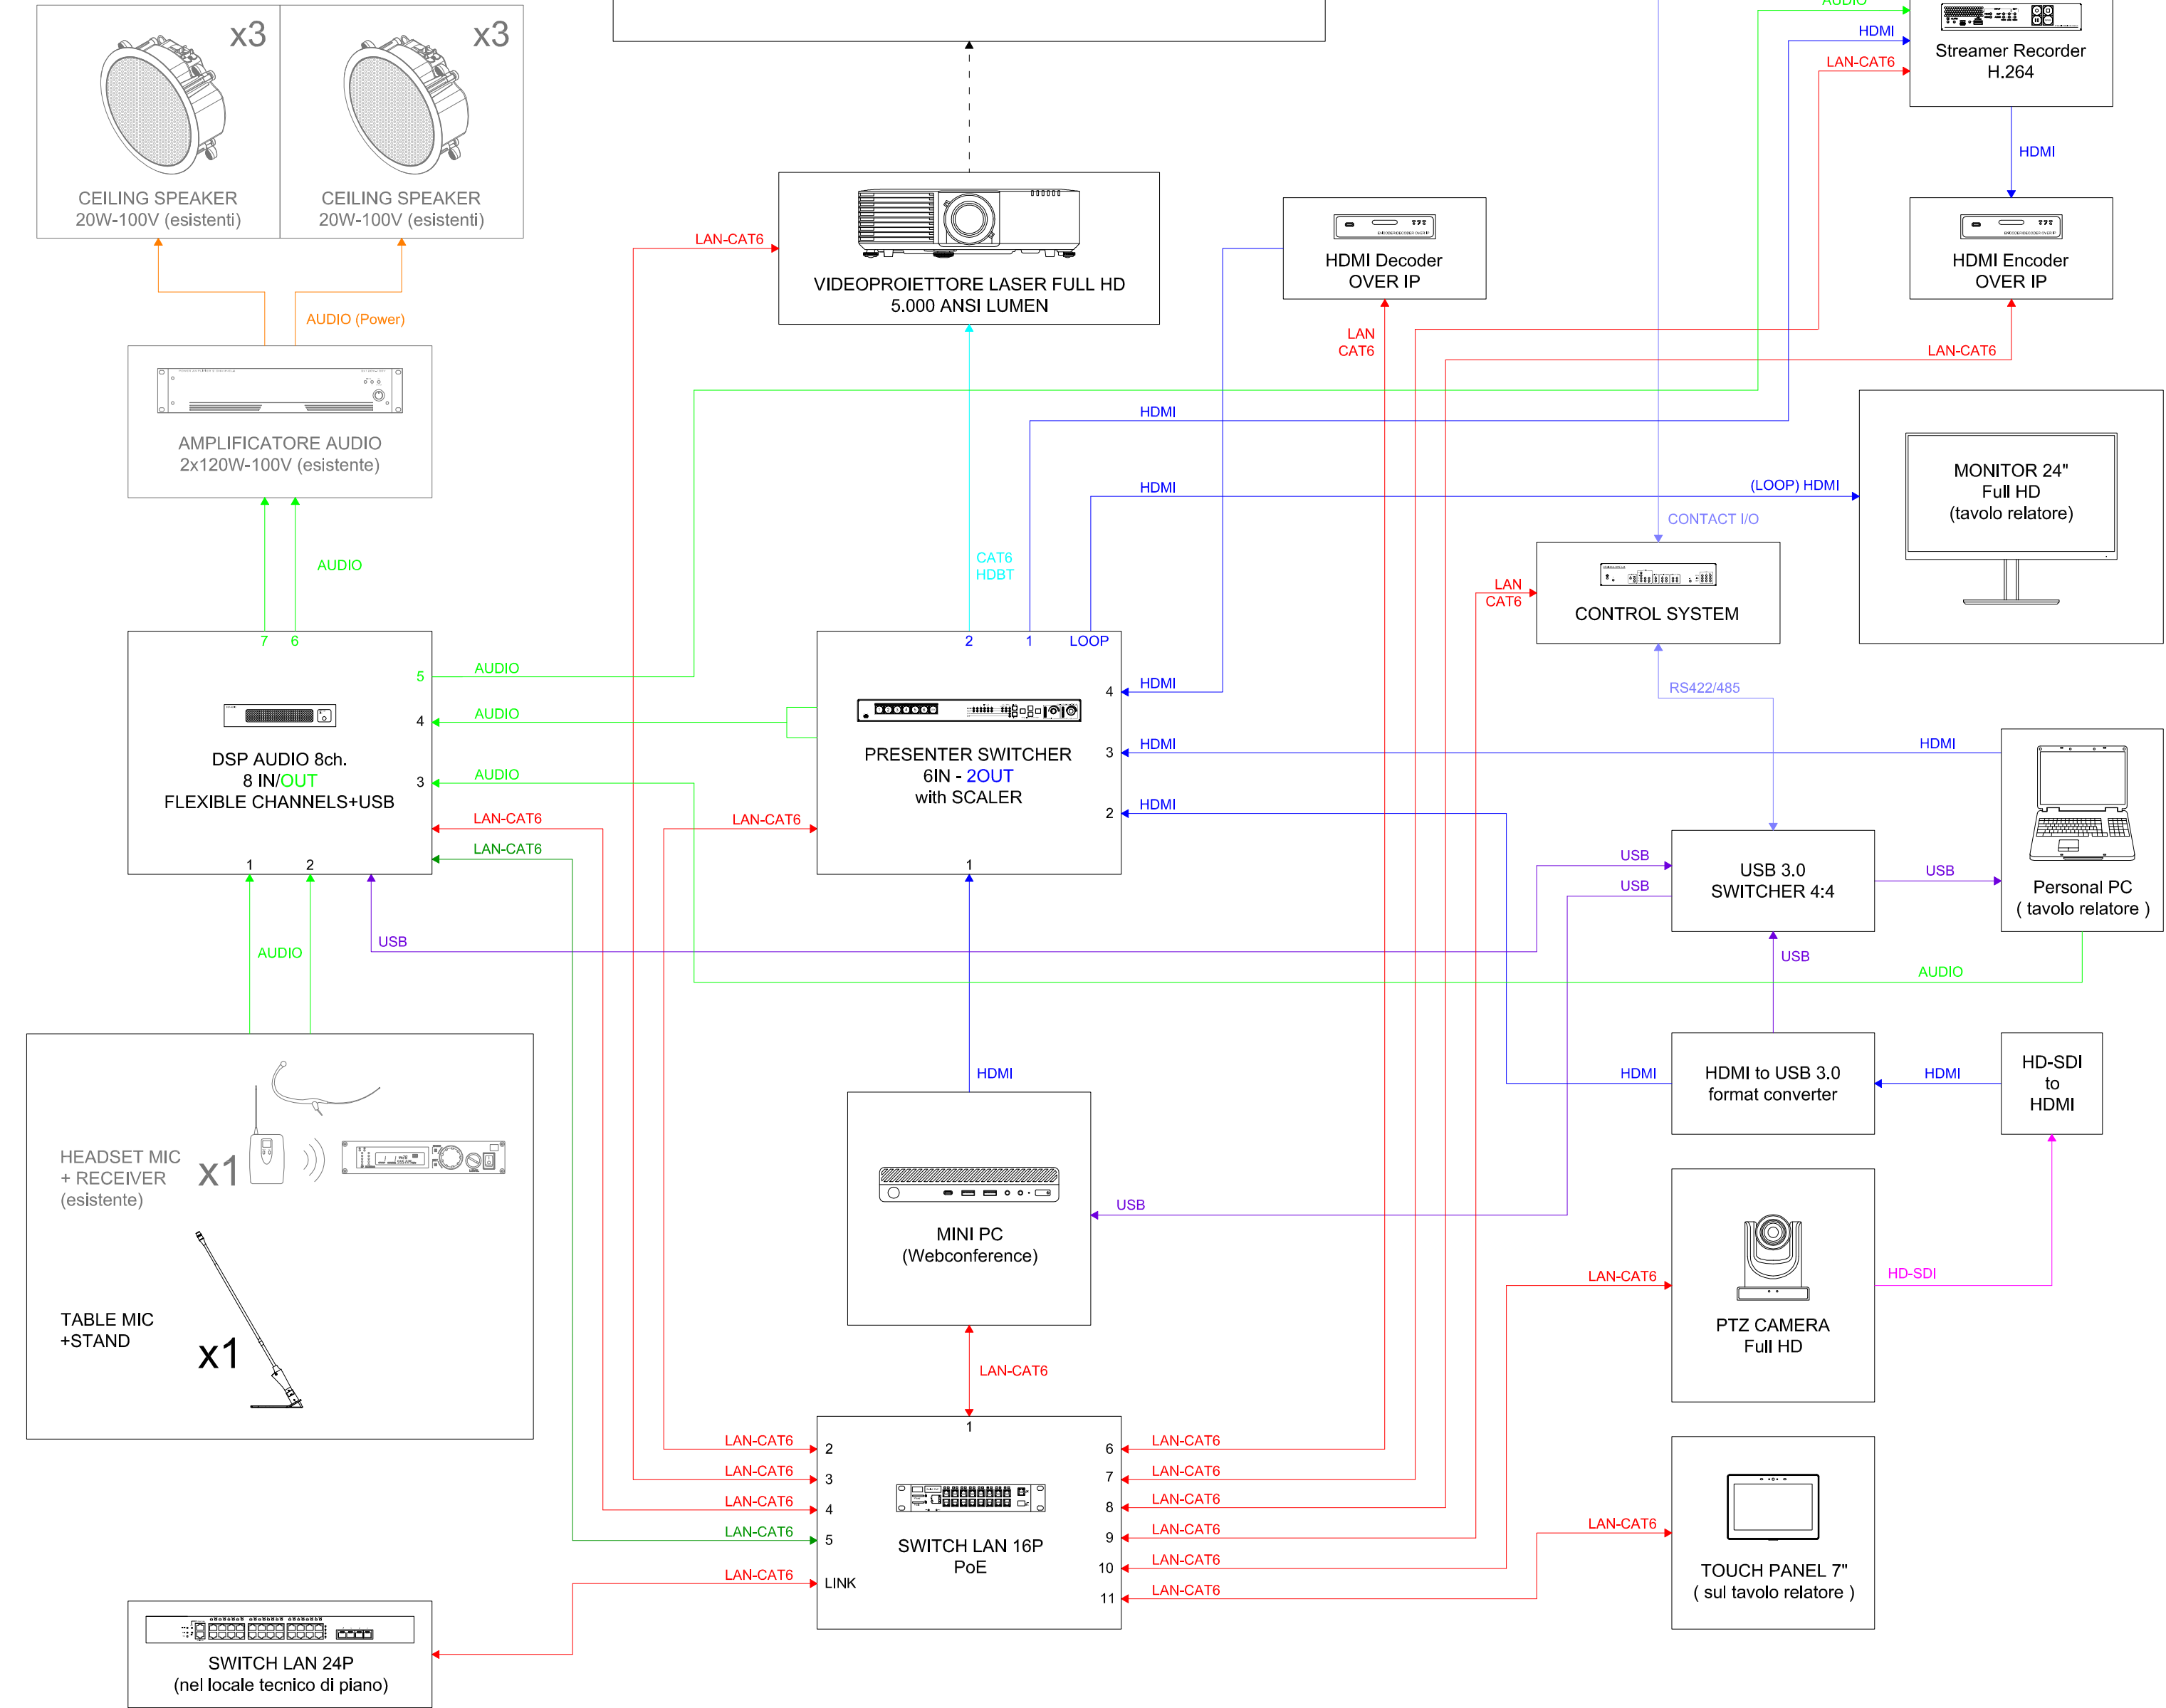 x3
x3
CEILING SPEAKER
20W-100V (esistenti)
CEILING SPEAKER
20W-100V (esistenti)
AUDIO (Power)
AMPLIFICATORE AUDIO
2x120W-100V (esistente)
AUDIO
7 6
5
4
3
DSP AUDIO 8ch.
8 IN/OUT
FLEXIBLE CHANNELS+USB
1 2
AUDIO
AUDIO
AUDIO
LAN-CAT6
LAN-CAT6
AUDIO
USB
HEADSET MIC
+ RECEIVER
(esistente)
x1
TABLE MIC
+STAND
x1
SWITCH LAN 24P
(nel locale tecnico di piano)
LAN-CAT6
VIDEOPROIETTORE LASER FULL HD
5.000 ANSI LUMEN
CAT6
HDBT
HDMI
HDMI
(LOOP) HDMI
2 1 LOOP
4
3
2
1
PRESENTER SWITCHER
6IN - 2OUT
with SCALER
LAN-CAT6
HDMI
HDMI
HDMI
HDMI
HDMI
MINI PC
(Webconference)
USB
LAN-CAT6
1
LAN-CAT6 2
LAN-CAT6 3
LAN-CAT6 4
LAN-CAT6 5
LAN-CAT6 LINK
SWITCH LAN 16P
PoE
6 LAN-CAT6
7 LAN-CAT6
8 LAN-CAT6
9 LAN-CAT6
10 LAN-CAT6
11 LAN-CAT6
HDMI Decoder
OVER IP
LAN
CAT6
AUDIO
HDMI
LAN-CAT6
Streamer Recorder
H.264
HDMI
HDMI Encoder
OVER IP
LAN-CAT6
MONITOR 24"
Full HD
(tavolo relatore)
CONTACT I/O
LAN
CAT6
CONTROL SYSTEM
RS422/485
USB
USB
USB 3.0
SWITCHER 4:4
USB
Personal PC
( tavolo relatore )
USB
AUDIO
HDMI
HDMI to USB 3.0
format converter
HDMI
HD-SDI
to
HDMI
LAN-CAT6
PTZ CAMERA
Full HD
HD-SDI
LAN-CAT6
TOUCH PANEL 7"
( sul tavolo relatore )